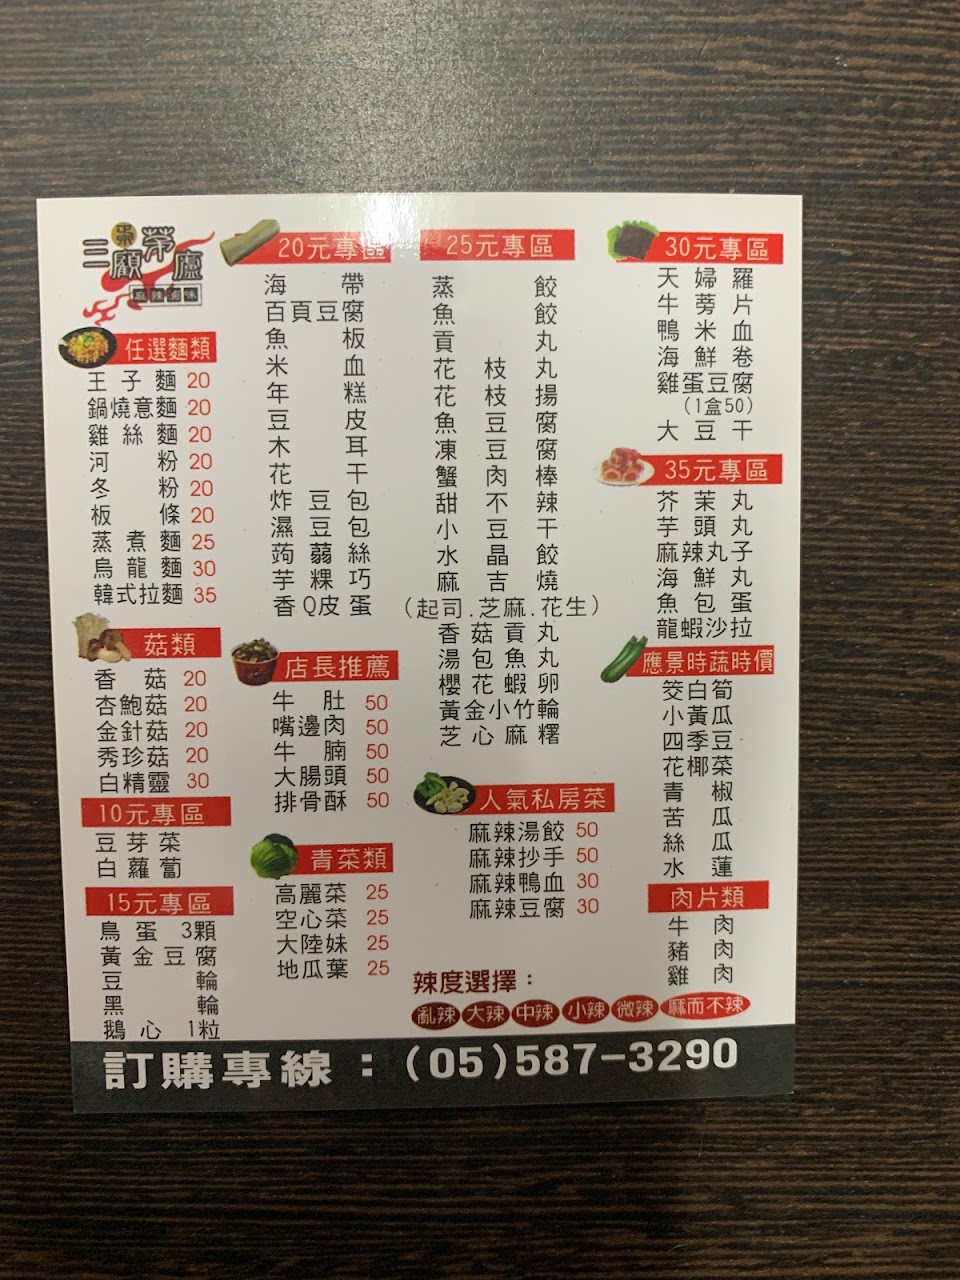 三顧茅廬
麻辣滷味
任選麵類
王子麵 20
鍋燒意麵 20
雞絲麵 20
河粉 20
冬粉 20
板條 20
蒸煮麵 25
烏龍麵 30
韓式拉麵 35
菇類
香菇 20
杏鮑菇 20
金針菇 20
秀珍菇 20
白精靈 30
10元專區
豆芽菜
白蘿蔔
15元專區
鳥蛋 3顆
黃金豆腐
豆輪
黑輪
鵝心 1粒
20元專區
海帶
百頁豆腐
魚板
米血
年糕
豆皮
木耳
花干
炸豆包
濕豆包
蒟蒻絲
芋粿巧
香Q皮蛋
店長推薦
牛肚 50
嘴邊肉 50
牛腩 50
大腸頭 50
排骨酥 50
青菜類
高麗菜 25
空心菜 25
大陸妹 25
地瓜葉 25
25元專區
蒸餃
魚餃
貢丸
花枝丸
花枝揚
魚豆腐
凍豆腐
蟹肉棒
甜不辣
小豆干
水晶餃
麻吉燒
(起司.芝麻.花生)
香菇貢丸
湯包魚丸
櫻花蝦卵
黃金小竹輪
芝心麻糬
人氣私房菜
麻辣湯餃 50
麻辣抄手 50
麻辣鴨血 30
麻辣豆腐 30
30元專區
天婦羅
牛蒡片
鴨米血
海鮮卷
雞蛋豆腐
(1盒50)
大豆干
35元專區
芥茉丸
芋頭丸
麻辣丸子
海鮮丸
魚包蛋
龍蝦沙拉
應景時蔬時價
筊白筍
小黃瓜
四季豆
花椰菜
青椒
苦瓜
絲瓜
水蓮
肉片類
牛肉
豬肉
雞肉
辣度選擇：
亂辣 大辣 中辣 小辣 微辣 麻而不辣
訂購專線：(05)587-3290